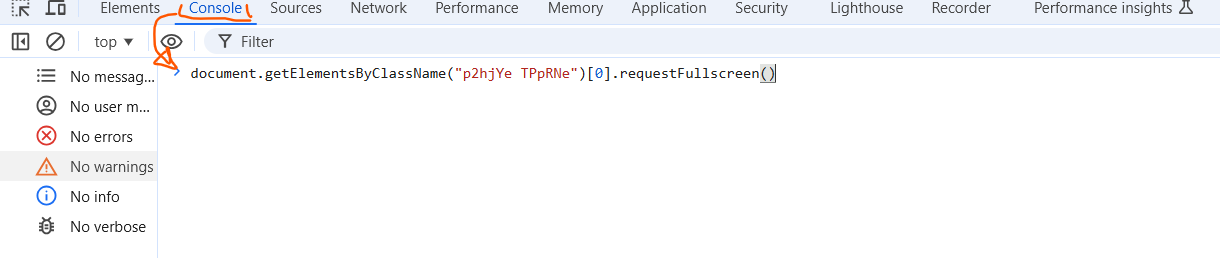 Elements Console Sources Network Performance Memory Application Security Lighthouse Recorder Performance insights
top Filter
No messag...
document.getElementsByClassName("p2hjYe TPpRNe")[0].requestFullscreen()
No user m...
No errors
No warnings
No info
No verbose